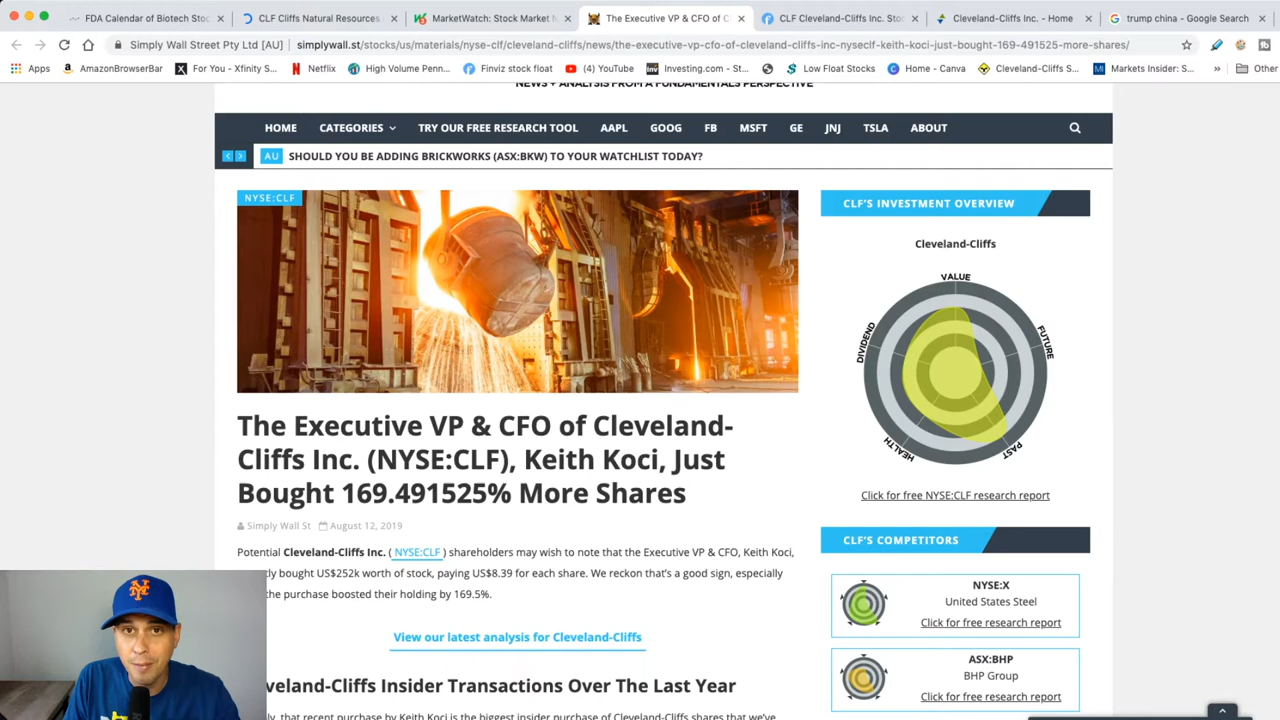 FDA Calendar of Biotech Stoc
CLF Cliffs Natural Resources
MarketWatch: Stock Market N
The Executive VP & CFO of C
CLF Cleveland-Cliffs Inc. Stoc
Cleveland-Cliffs Inc. - Home
trump china - Google Search
Simply Wall Street Pty Ltd [AU]
simplywall.st/stocks/us/materials/nyse-clf/cleveland-cliffs/news/the-executive-vp-cfo-of-cleveland-cliffs-inc-nyseclf-keith-koci-just-bought-169-491525-more-shares/
Apps
AmazonBrowserBar
For You - Xfinity S...
Netflix
High Volume Penn...
Finviz stock float
(4) YouTube
Investing.com - St...
Low Float Stocks
Home - Canva
Cleveland-Cliffs S...
Markets Insider: S...
Other
NEWS + ANALYSIS FROM A FUNDAMENTALS PERSPECTIVE
HOME CATEGORIES TRY OUR FREE RESEARCH TOOL AAPL GOOG FB MSFT GE JNJ TSLA ABOUT
AU SHOULD YOU BE ADDING BRICKWORKS (ASX:BKW) TO YOUR WATCHLIST TODAY?
NYSE:CLF
The Executive VP & CFO of Cleveland-
Cliffs Inc. (NYSE:CLF), Keith Koci, Just
Bought 169.491525% More Shares
Simply Wall St August 12, 2019
Potential Cleveland-Cliffs Inc. ( NYSE:CLF ) shareholders may wish to note that the Executive VP & CFO, Keith Koci,
bought US$252k worth of stock, paying US$8.39 for each share. We reckon that's a good sign, especially
the purchase boosted their holding by 169.5%.
View our latest analysis for Cleveland-Cliffs
Cliffs Insider Transactions Over The Last Year
that recent purchase by Keith Koci is the biggest insider purchase of Cleveland-Cliffs shares that we've
CLF'S INVESTMENT OVERVIEW
Cleveland-Cliffs
VALUE
FUTURE
PAST
HEALTH
DIVIDEND
Click for free NYSE:CLF research report
CLF'S COMPETITORS
NYSE:X
United States Steel
Click for free research report
ASX:BHP
BHP Group
Click for free research report